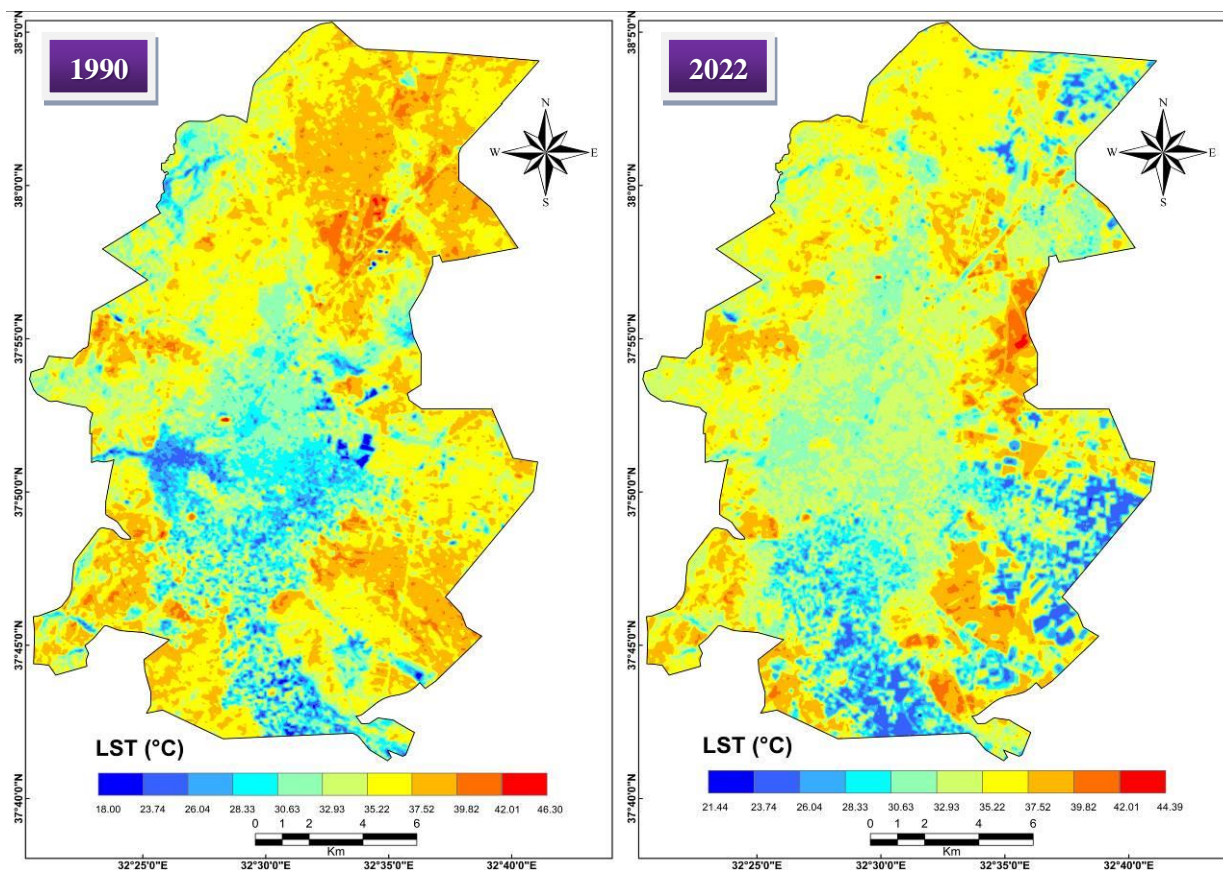 1990
2022
N
W E
S
N
W E
S
38°5'0"N
38°0'0"N
37°55'0"N
37°50'0"N
37°45'0"N
37°40'0"N
38°5'0"N
38°0'0"N
37°55'0"N
37°50'0"N
37°45'0"N
37°40'0"N
LST (°C)
18.00 23.74 26.04 28.33 30.63 32.93 35.22 37.52 39.82 42.01 46.30
0 1 2 4 6
Km
32°25'0"E 32°30'0"E 32°35'0"E 32°40'0"E
LST (°C)
21.44 23.74 26.04 28.33 30.63 32.93 35.22 37.52 39.82 42.01 44.39
0 1 2 4 6
Km
32°25'0"E 32°30'0"E 32°35'0"E 32°40'0"E